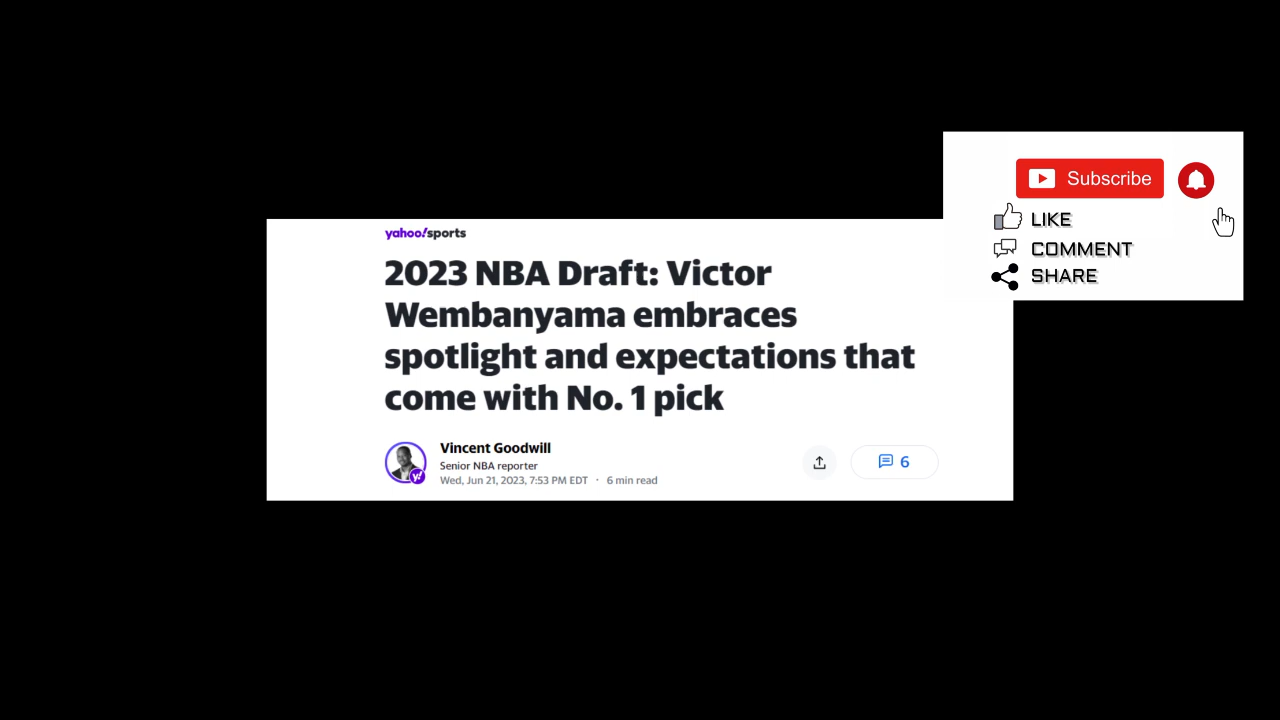 Subscribe
LIKE
COMMENT
SHARE
yahoo!sports
2023 NBA Draft: Victor
Wembanyama embraces
spotlight and expectations that
come with No. 1 pick
Vincent Goodwill
Senior NBA reporter
Wed, Jun 21, 2023, 7:53 PM EDT · 6 min read
6
y!